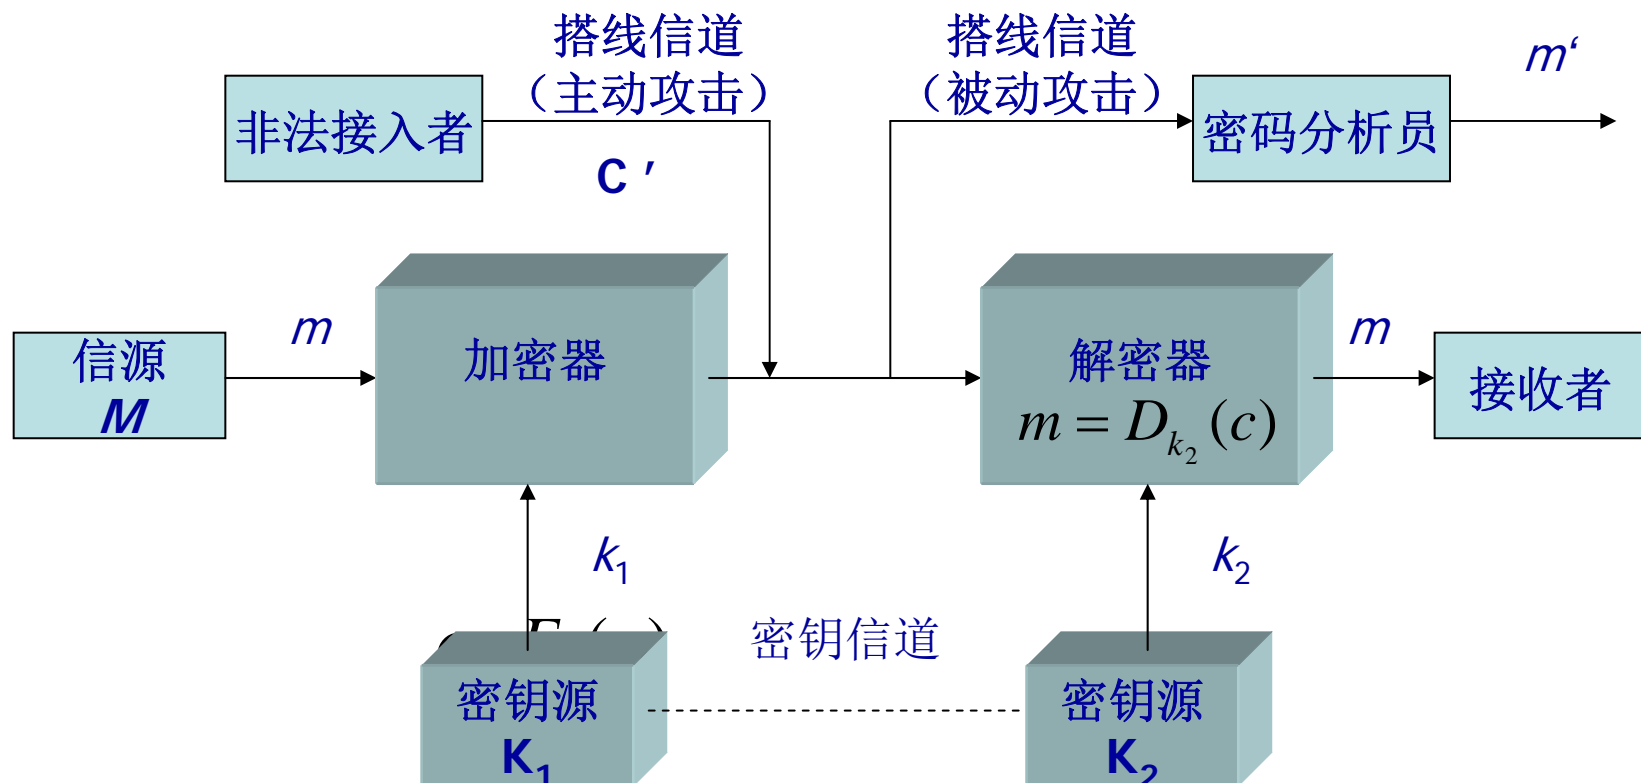 搭线信道
（主动攻击）
搭线信道
（被动攻击）
m‘
非法接入者
密码分析员
C ′
m
信源
M
加密器
解密器
m = D_{k_2}(c)
m
接收者
k₁
k₂
密钥信道
密钥源
K₁
密钥源
K₂